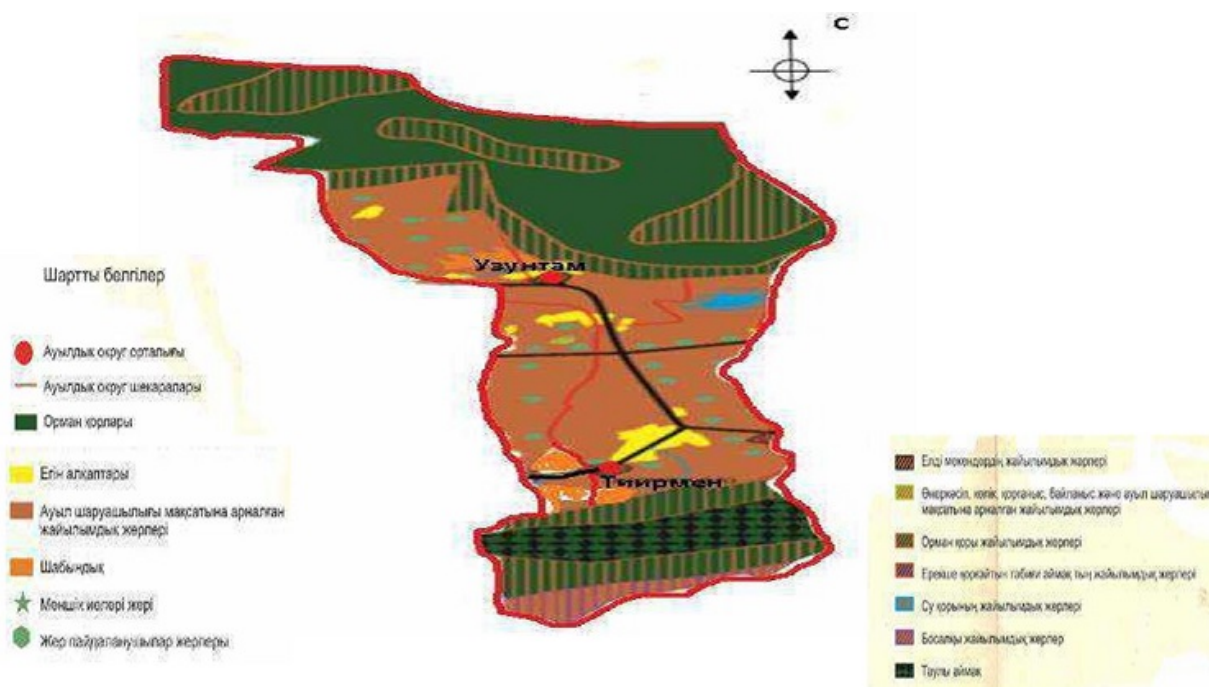 С
Узунтам
Тиирмен
Шартты белгілер
Ауылдық округ орталығы
Ауылдық округ шекаралары
Орман қорлары
Егін алқаптары
Ауыл шаруашылығы мақсатына арналған
жайылымдық жерлері
Шабындық
Меншік иелері жері
Жер пайдаланушылар жерлеры
Елді мекендердің жайылымдық жерлері
Өнеркәсіп, көлік, қорғаныс, байланыс және ауыл шаруашылы
мақсатына арналған жайылымдық жерлері
Орман қоры жайылымдық жерлері
Ерекше қорғайтын табиғи аймақ тың жайылымдық жерлері
Су қорының жайылымдық жерлері
Босалқы жайылымдық жерлер
Таулы аймақ